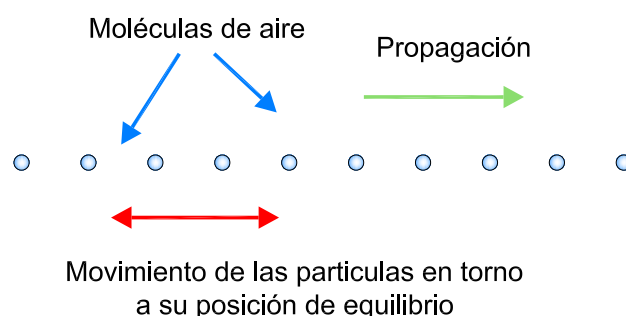 Moléculas de aire
Propagación
Movimiento de las particulas en torno
a su posición de equilibrio